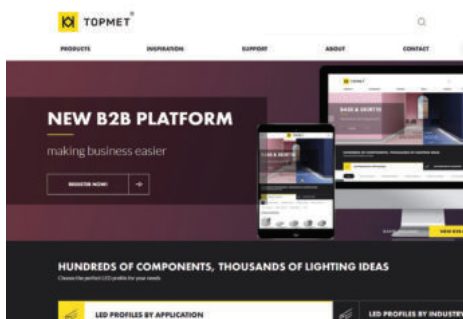 TOPMET®
PRODUCTS INSPIRATION SUPPORT ABOUT CONTACT
NEW B2B PLATFORM
making business easier
REGISTER NOW!
HUNDREDS OF COMPONENTS, THOUSANDS OF LIGHTING IDEAS
Choose the perfect LED profile for your needs
LED PROFILES BY APPLICATION
LED PROFILES BY INDUSTRY